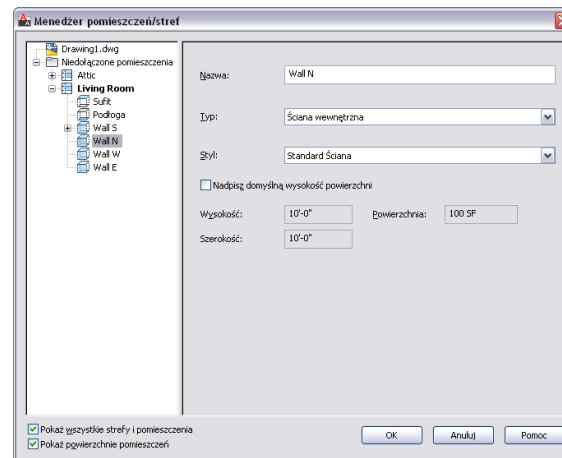 Menedżer pomieszczeń/stref
Drawing1.dwg
Niedołączone pomieszczenia
Attic
Living Room
Sufit
Podłoga
Wall S
Wall N
Wall W
Wall E
Nazwa: Wall N
Typ: Ściana wewnętrzna
Styl: Standard Ściana
Nadpisz domyślną wysokość powierzchni
Wysokość: 10'-0" Powierzchnia: 100 SF
Szerokość: 10'-0"
Pokaż wszystkie strefy i pomieszczenia
Pokaż powierzchnie pomieszczeń
OK Anuluj Pomoc